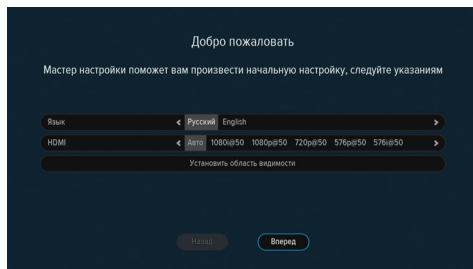 Добро пожаловать
Мастер настройки поможет вам произвести начальную настройку, следуйте указаниям
Язык Русский English
HDMI Авто 1080i@50 1080p@50 720p@50 576p@50 576i@50
Установить область видимости
Назад Вперед